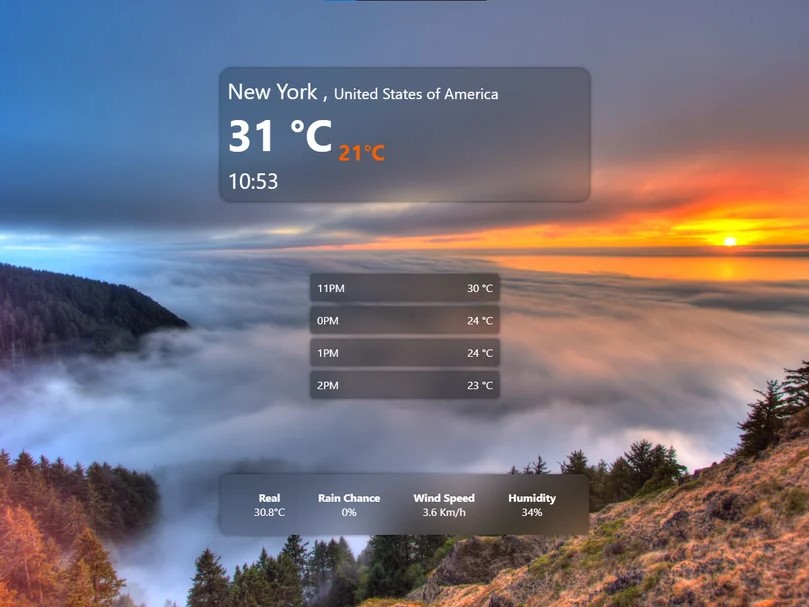 New York , United States of America
31 °C 21°C
10:53
11PM 30 °C
0PM 24 °C
1PM 24 °C
2PM 23 °C
Real Rain Chance Wind Speed Humidity
30.8°C 0% 3.6 Km/h 34%